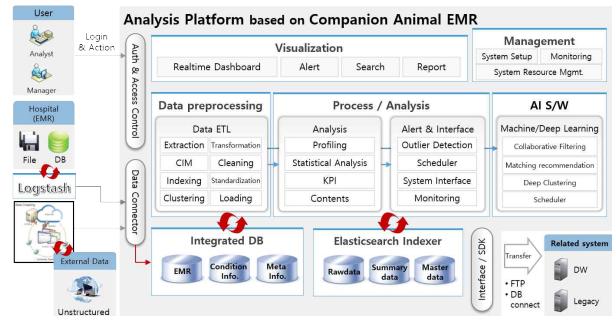 Analysis Platform based on Companion Animal EMR
User
Analyst
Manager
Login
& Action
Hospital
(EMR)
File
DB
Logstash
External Data
Unstructured
Auth & Access Control
Data Connector
Visualization
Realtime Dashboard
Alert
Search
Report
Management
System Setup
Monitoring
System Resource Mgmt.
Data preprocessing
Data ETL
Extraction
Transformation
CIM
Cleaning
Indexing
Standardization
Clustering
Loading
Process / Analysis
Analysis
Profiling
Statistical Analysis
KPI
Contents
Alert & Interface
Outlier Detection
Scheduler
System Interface
Monitoring
AI S/W
Machine/Deep Learning
Collaborative Filtering
Matching recommendation
Deep Clustering
Scheduler
Integrated DB
EMR
Condition
Info.
Meta
Info.
Elasticsearch Indexer
Rawdata
Summary
data
Master
data
Interface / SDK
Transfer
• FTP
• DB
connect
Related system
DW
Legacy